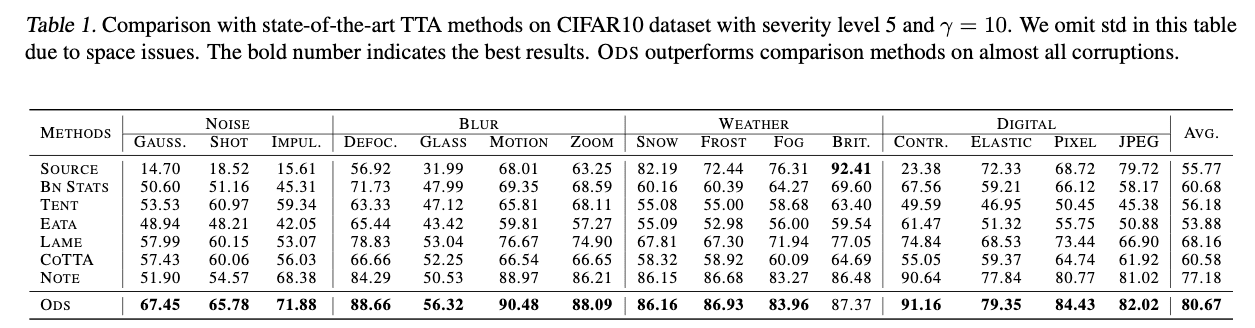 Table 1. Comparison with state-of-the-art TTA methods on CIFAR10 dataset with severity level 5 and γ = 10. We omit std in this table
due to space issues. The bold number indicates the best results. ODS outperforms comparison methods on almost all corruptions.
METHODS NOISE BLUR WEATHER DIGITAL AVG.
GAUSS. SHOT IMPUL. DEFOC. GLASS MOTION ZOOM SNOW FROST FOG BRIT. CONTR. ELASTIC PIXEL JPEG
SOURCE 14.70 18.52 15.61 56.92 31.99 68.01 63.25 82.19 72.44 76.31 92.41 23.38 72.33 68.72 79.72 55.77
BN STATS 50.60 51.16 45.31 71.73 47.99 69.35 68.59 60.16 60.39 64.27 69.60 67.56 59.21 66.12 58.17 60.68
TENT 53.53 60.97 59.34 63.33 47.12 65.81 68.11 55.08 55.00 58.68 63.40 49.59 46.95 50.45 45.38 56.18
EATA 48.94 48.21 42.05 65.44 43.42 59.81 57.27 55.09 52.98 56.00 59.54 61.47 51.32 55.75 50.88 53.88
LAME 57.99 60.15 53.07 78.83 53.04 76.67 74.90 67.81 67.30 71.94 77.05 74.84 68.53 73.44 66.90 68.16
COTTA 57.43 60.06 56.03 66.66 52.25 66.54 66.65 58.32 58.92 60.09 64.69 55.05 59.37 64.74 61.92 60.58
NOTE 51.90 54.57 68.38 84.29 50.53 88.97 86.21 86.15 86.68 83.27 86.48 90.64 77.84 80.77 81.02 77.18
ODS 67.45 65.78 71.88 88.66 56.32 90.48 88.09 86.16 86.93 83.96 87.37 91.16 79.35 84.43 82.02 80.67